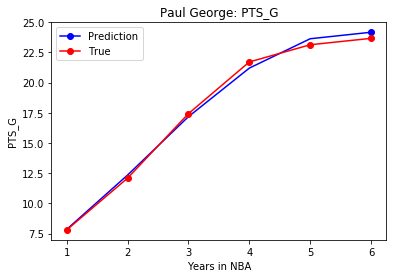 Paul George: PTS_G
Prediction
True
PTS_G
25.0
22.5
20.0
17.5
15.0
12.5
10.0
7.5
1 2 3 4 5 6
Years in NBA